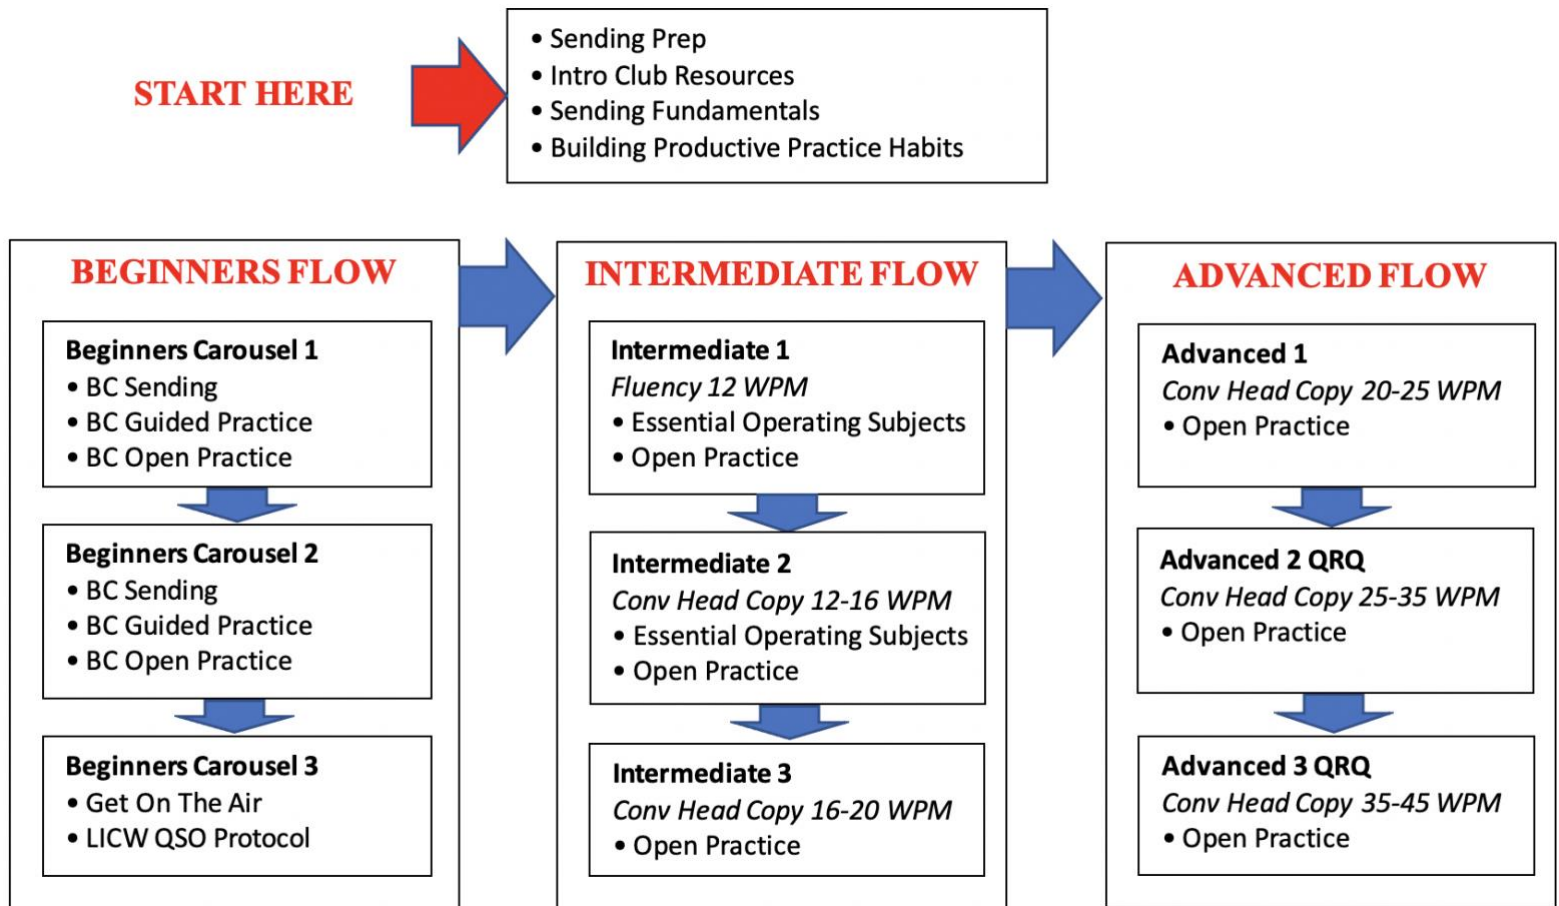 START HERE
• Sending Prep
• Intro Club Resources
• Sending Fundamentals
• Building Productive Practice Habits
BEGINNERS FLOW
Beginners Carousel 1
• BC Sending
• BC Guided Practice
• BC Open Practice
Beginners Carousel 2
• BC Sending
• BC Guided Practice
• BC Open Practice
Beginners Carousel 3
• Get On The Air
• LICW QSO Protocol
INTERMEDIATE FLOW
Intermediate 1
Fluency 12 WPM
• Essential Operating Subjects
• Open Practice
Intermediate 2
Conv Head Copy 12-16 WPM
• Essential Operating Subjects
• Open Practice
Intermediate 3
Conv Head Copy 16-20 WPM
• Open Practice
ADVANCED FLOW
Advanced 1
Conv Head Copy 20-25 WPM
• Open Practice
Advanced 2 QRQ
Conv Head Copy 25-35 WPM
• Open Practice
Advanced 3 QRQ
Conv Head Copy 35-45 WPM
• Open Practice